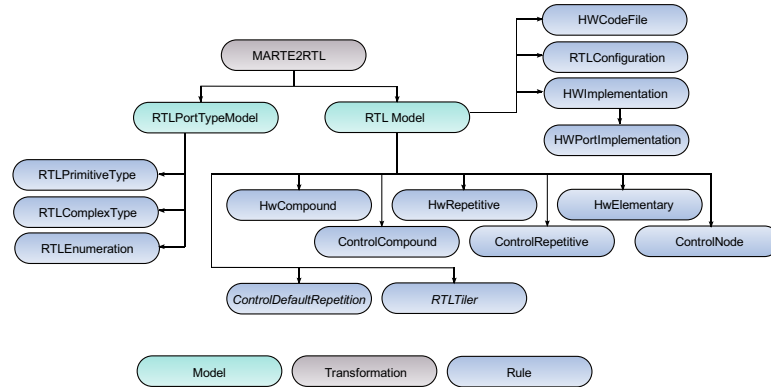 HWCodeFile
MARTE2RTL
RTLConfiguration
HWImplementation
RTLPortTypeModel
RTL Model
HWPortImplementation
RTLPrimitiveType
HwCompound
HwRepetitive
HwElementary
RTLComplexType
ControlCompound
ControlRepetitive
ControlNode
RTLEnumeration
ControlDefaultRepetition
RTLTiler
Model
Transformation
Rule